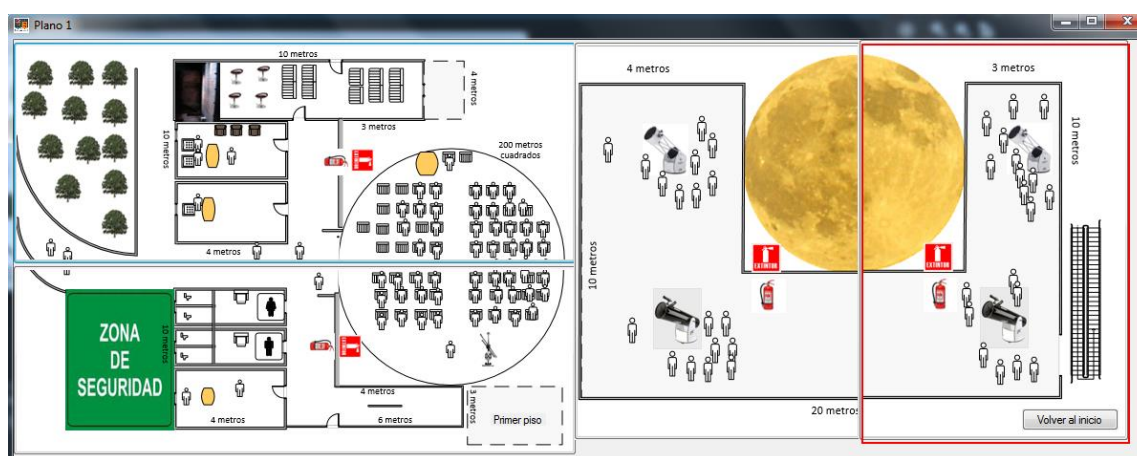 Plano 1
10 metros
4 metros
3 metros
10 metros
200 metros
cuadrados
4 metros
ZONA
DE
SEGURIDAD
10 metros
4 metros
4 metros
6 metros
3 metros
Primer piso
4 metros
3 metros
10 metros
10 metros
EXTINTOR
EXTINTOR
20 metros
Volver al inicio